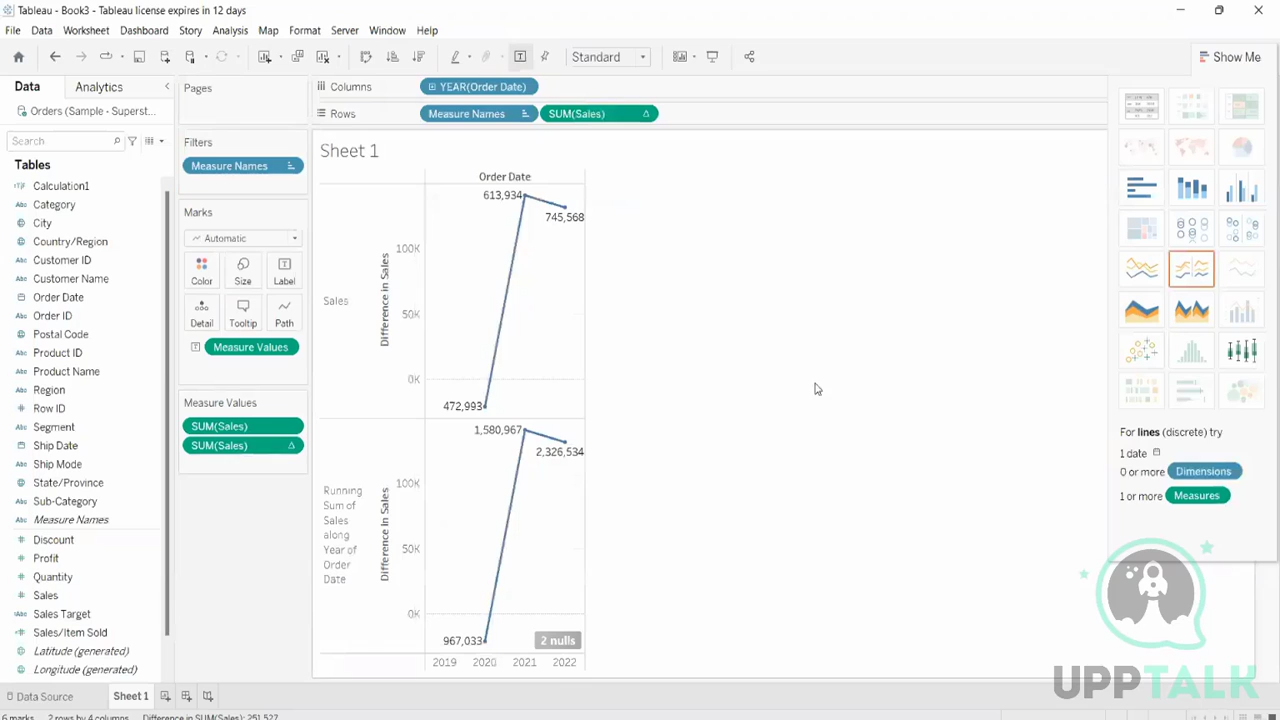 Tableau - Book3 - Tableau license expires in 12 days
File Data Worksheet Dashboard Story Analysis Map Format Server Window Help
Standard
Show Me
Data Analytics
Orders (Sample - Superst...
Search
Tables
Calculation1
Category
City
Country/Region
Customer ID
Customer Name
Order Date
Order ID
Postal Code
Product ID
Product Name
Region
Row ID
Segment
Ship Date
Ship Mode
State/Province
Sub-Category
Measure Names
Discount
Profit
Quantity
Sales
Sales Target
Sales/Item Sold
Latitude (generated)
Longitude (generated)
Pages
Filters
Measure Names
Marks
Automatic
Color Size Label
Detail Tooltip Path
Measure Values
Measure Values
SUM(Sales)
SUM(Sales)
Columns YEAR(Order Date)
Rows Measure Names SUM(Sales)
Sheet 1
Order Date
613,934
745,568
100K
50K
0K
Sales
Difference in Sales
472,993
1,580,967
2,326,534
100K
50K
0K
Running
Sum of
Sales
along
Year of
Order
Date
Difference in Sales
967,033
2 nulls
2019 2020 2021 2022
For lines (discrete) try
1 date
0 or more Dimensions
1 or more Measures
UPPTALK
Data Source Sheet 1
6 marks 2 rows by 4 columns Difference in SUM(Sales): 251,527